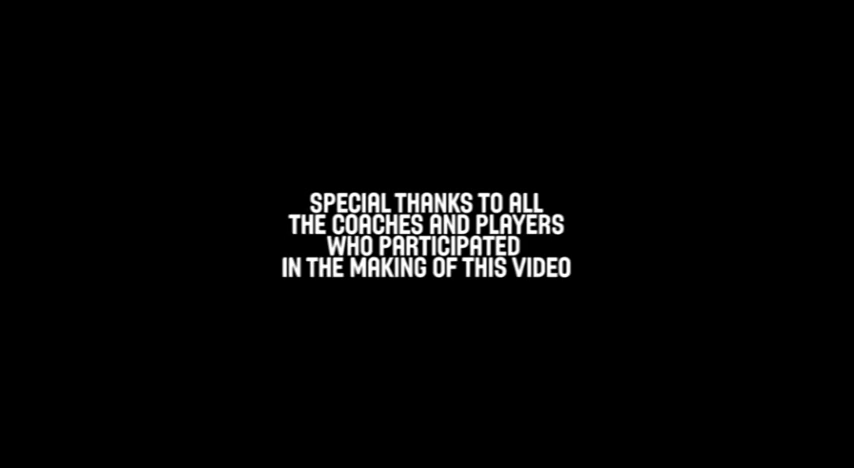 SPECIAL THANKS TO ALL
THE COACHES AND PLAYERS
WHO PARTICIPATED
IN THE MAKING OF THIS VIDEO